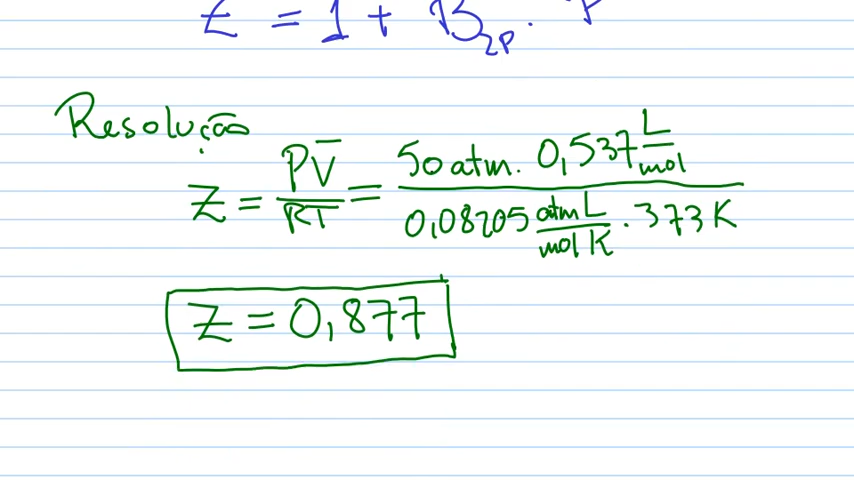 Z = 1 + B₂ₚ . P
Resolução
Z = PV̅/RT = 50 atm . 0,537 L/mol / 0,08205 atm L/mol K . 373 K
Z = 0,877